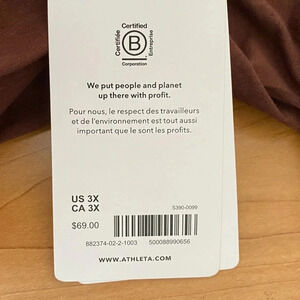 Certified
Certifiée
B
Entreprise
Corporation
We put people and planet
up there with profit.
Pour nous, le respect des travailleurs
et de l'environnement est tout aussi
important que le sont les profits.
US 3X
CA 3X
S390-0099
$69.00
882374-02-2-1003 500088990656
WWW.ATHLETA.COM